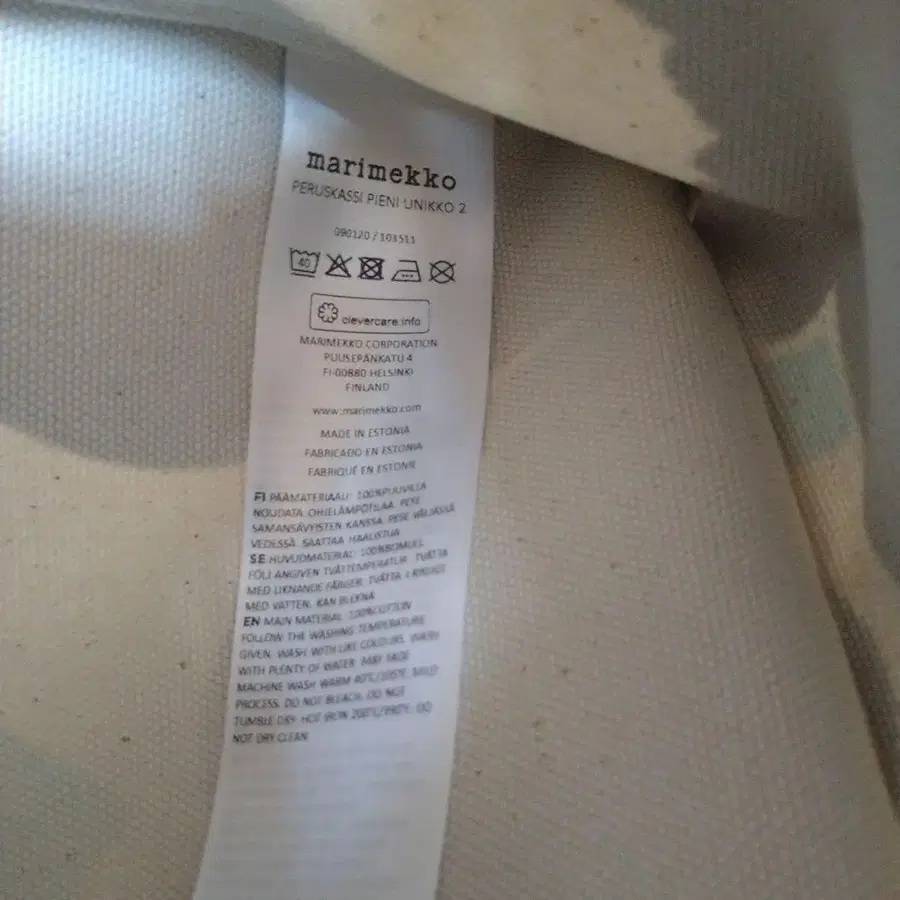 marimekko
PERUSKASSI PIENI UNIKKO 2
090120 / 103511
40
clevercare.info
MARIMEKKO CORPORATION
PUUSEPÄNKATU 4
FI-00880 HELSINKI
FINLAND
www.marimekko.com
MADE IN ESTONIA
FABRICADO EN ESTONIA
FABRIQUÉ EN ESTONIE
FI PÄÄMATERIAALI: 100%PUUVILLA
NOUDATA OHJELÄMPÖTILAA. PESE
SAMANSÄVYISTEN KANSSA. PESE VÄLJÄSSÄ
VEDESSÄ. SAATTAA HAALISTUA.
SE HUVUDMATERIAL: 100%BOMULL
FÖLJ ANGIVEN TVÄTTEMPERATUR. TVÄTTA
MED LIKNANDE FÄRGER. TVÄTTA I RIKLIGT
MED VATTEN. KAN BLEKNA
EN MAIN MATERIAL: 100%COTTON
FOLLOW THE WASHING TEMPERATURE
GIVEN. WASH WITH LIKE COLOURS. WASH
WITH PLENTY OF WATER. MAY FADE
MACHINE WASH WARM 40°C/105°F. MILD
PROCESS. DO NOT BLEACH. DO NOT
TUMBLE DRY. HOT IRON 200°C/390°F. DO
NOT DRY CLEAN